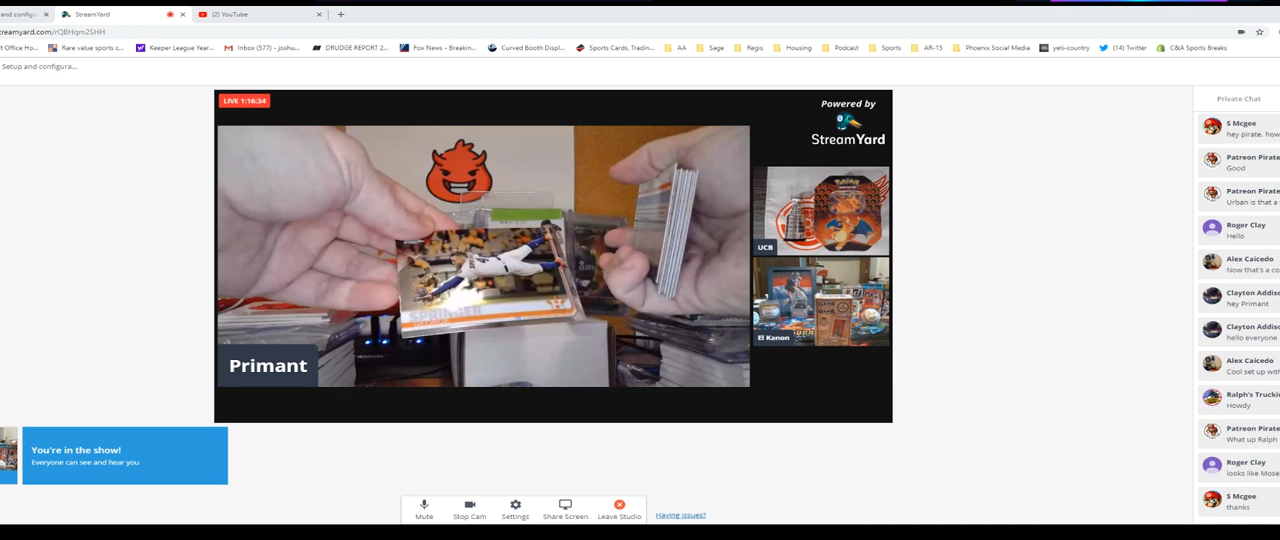 and config
StreamYard
(2) YouTube
streamyard.com/rQBHqm2SHH
ft Office Ho...
Rare value sports c...
Keeper League Year...
Inbox (577) - joshu...
DRUDGE REPORT 2...
Fox News - Breakin...
Curved Booth Displ...
Sports Cards, Trading...
AA
Sage
Regis
Housing
Podcast
Sports
AR-15
Phoenix Social Media
yeti-country
(14) Twitter
C&A Sports Breaks
Setup and configura...
LIVE 1:16:34
Powered by
StreamYard
SPRINGER
Primant
UCB
El Kanon
You're in the show!
Everyone can see and hear you
Mute
Stop Cam
Settings
Share Screen
Leave Studio
Having issues?
Private Chat
S Mcgee
hey pirate. how
Patreon Pirate
Good
Patreon Pirate
Urban is that a
Roger Clay
Hello
Alex Caicedo
Now that's a co
Clayton Addis
hey Primant
Clayton Addis
hello everyone
Alex Caicedo
Cool set up with
Ralph's Truckin
Howdy
Patreon Pirate
What up Ralph
Roger Clay
looks like Mose
S Mcgee
thanks